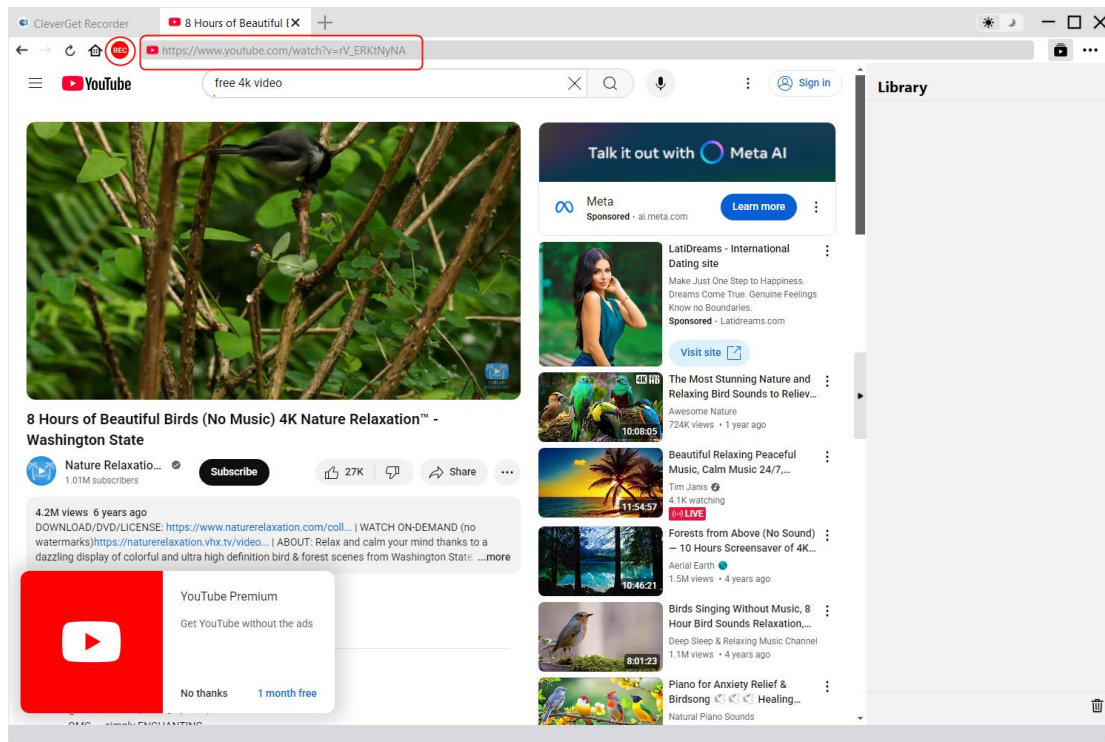 CleverGet Recorder
8 Hours of Beautiful B
REC
https://www.youtube.com/watch?v=rV_ERKtNyNA
YouTube
free 4k video
Sign in
Library
Talk it out with Meta AI
Meta
Sponsored · ai.meta.com
Learn more
LatiDreams - International
Dating site
Make Just One Step to Happiness.
Dreams Come True. Genuine Feelings
Know no Boundaries.
Sponsored · Latidreams.com
Visit site
nature
relaxation
8 Hours of Beautiful Birds (No Music) 4K Nature Relaxation™ -
Washington State
Nature Relaxatio...
1.01M subscribers
Subscribe
27K
Share
4.2M views 6 years ago
DOWNLOAD/DVD/LICENSE: https://www.naturerelaxation.com/coll... | WATCH ON-DEMAND (no
watermarks)https://naturerelaxation.vhx.tv/video... | ABOUT: Relax and calm your mind thanks to a
dazzling display of colorful and ultra high definition bird & forest scenes from Washington State ...more
YouTube Premium
Get YouTube without the ads
No thanks
1 month free
OMG simply ENCHANTING
4K
10:08:05
The Most Stunning Nature and
Relaxing Bird Sounds to Reliev...
Awesome Nature
724K views • 1 year ago
11:54:57
Beautiful Relaxing Peaceful
Music, Calm Music 24/7,...
Tim Janis
4.1K watching
LIVE
10:46:21
Forests from Above (No Sound)
— 10 Hours Screensaver of 4K...
Aerial Earth
1.5M views • 4 years ago
8:01:23
Birds Singing Without Music, 8
Hour Bird Sounds Relaxation,...
Deep Sleep & Relaxing Music Channel
1.1M views • 4 years ago
Piano for Anxiety Relief &
Birdsong Healing...
Natural Piano Sounds